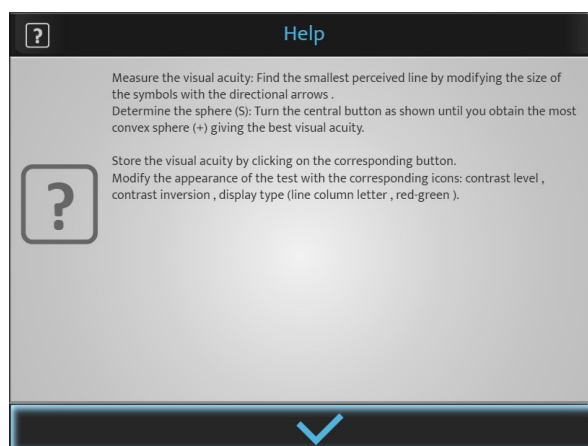 ?
Help
Measure the visual acuity: Find the smallest perceived line by modifying the size of
the symbols with the directional arrows .
Determine the sphere (S): Turn the central button as shown until you obtain the most
convex sphere (+) giving the best visual acuity.
Store the visual acuity by clicking on the corresponding button.
Modify the appearance of the test with the corresponding icons: contrast level ,
contrast inversion , display type (line column letter , red-green ).
?